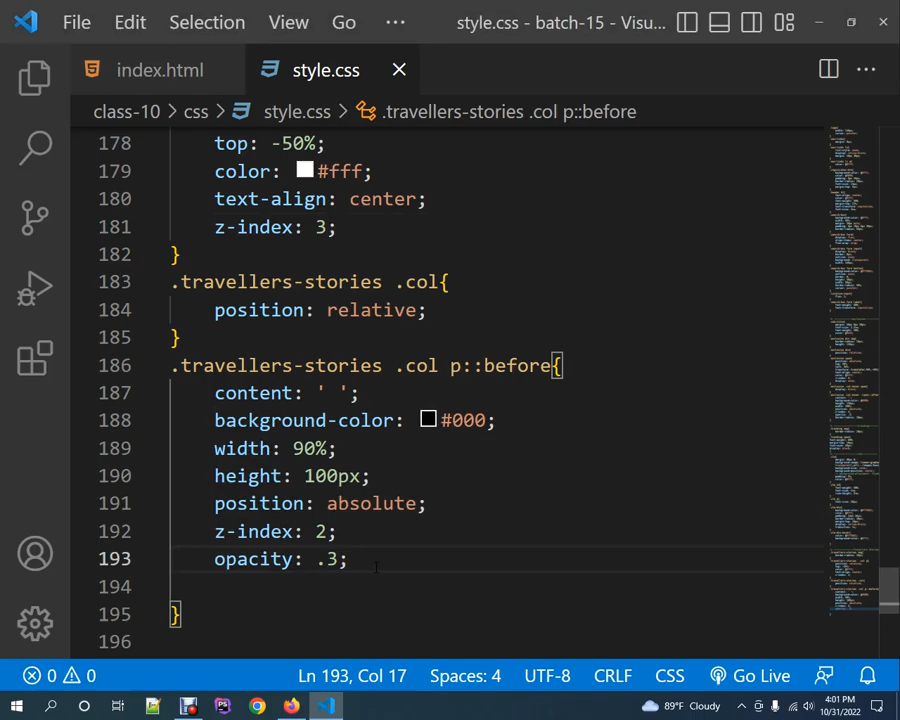 File Edit Selection View Go ··· style.css - batch-15 - Visu...
index.html style.css
class-10 > css > style.css > .travellers-stories .col p::before
178 top: -50%;
179 color: #fff;
180 text-align: center;
181 z-index: 3;
182 }
183 .travellers-stories .col{
184 position: relative;
185 }
186 .travellers-stories .col p::before{
187 content: ' ';
188 background-color: #000;
189 width: 90%;
190 height: 100px;
191 position: absolute;
192 z-index: 2;
193 opacity: .3;
194
195 }
196
0 0 Ln 193, Col 17 Spaces: 4 UTF-8 CRLF CSS Go Live
89°F Cloudy 4:01 PM
10/31/2022